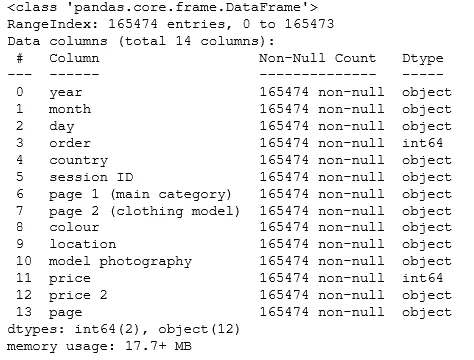 <class 'pandas.core.frame.DataFrame'>
RangeIndex: 165474 entries, 0 to 165473
Data columns (total 14 columns):
 #   Column                    Non-Null Count   Dtype
---  ------                    --------------   -----
 0   year                      165474 non-null  object
 1   month                     165474 non-null  object
 2   day                       165474 non-null  object
 3   order                     165474 non-null  int64
 4   country                   165474 non-null  object
 5   session ID                165474 non-null  object
 6   page 1 (main category)    165474 non-null  object
 7   page 2 (clothing model)   165474 non-null  object
 8   colour                    165474 non-null  object
 9   location                  165474 non-null  object
 10  model photography         165474 non-null  object
 11  price                     165474 non-null  int64
 12  price 2                   165474 non-null  object
 13  page                      165474 non-null  object
dtypes: int64(2), object(12)
memory usage: 17.7+ MB